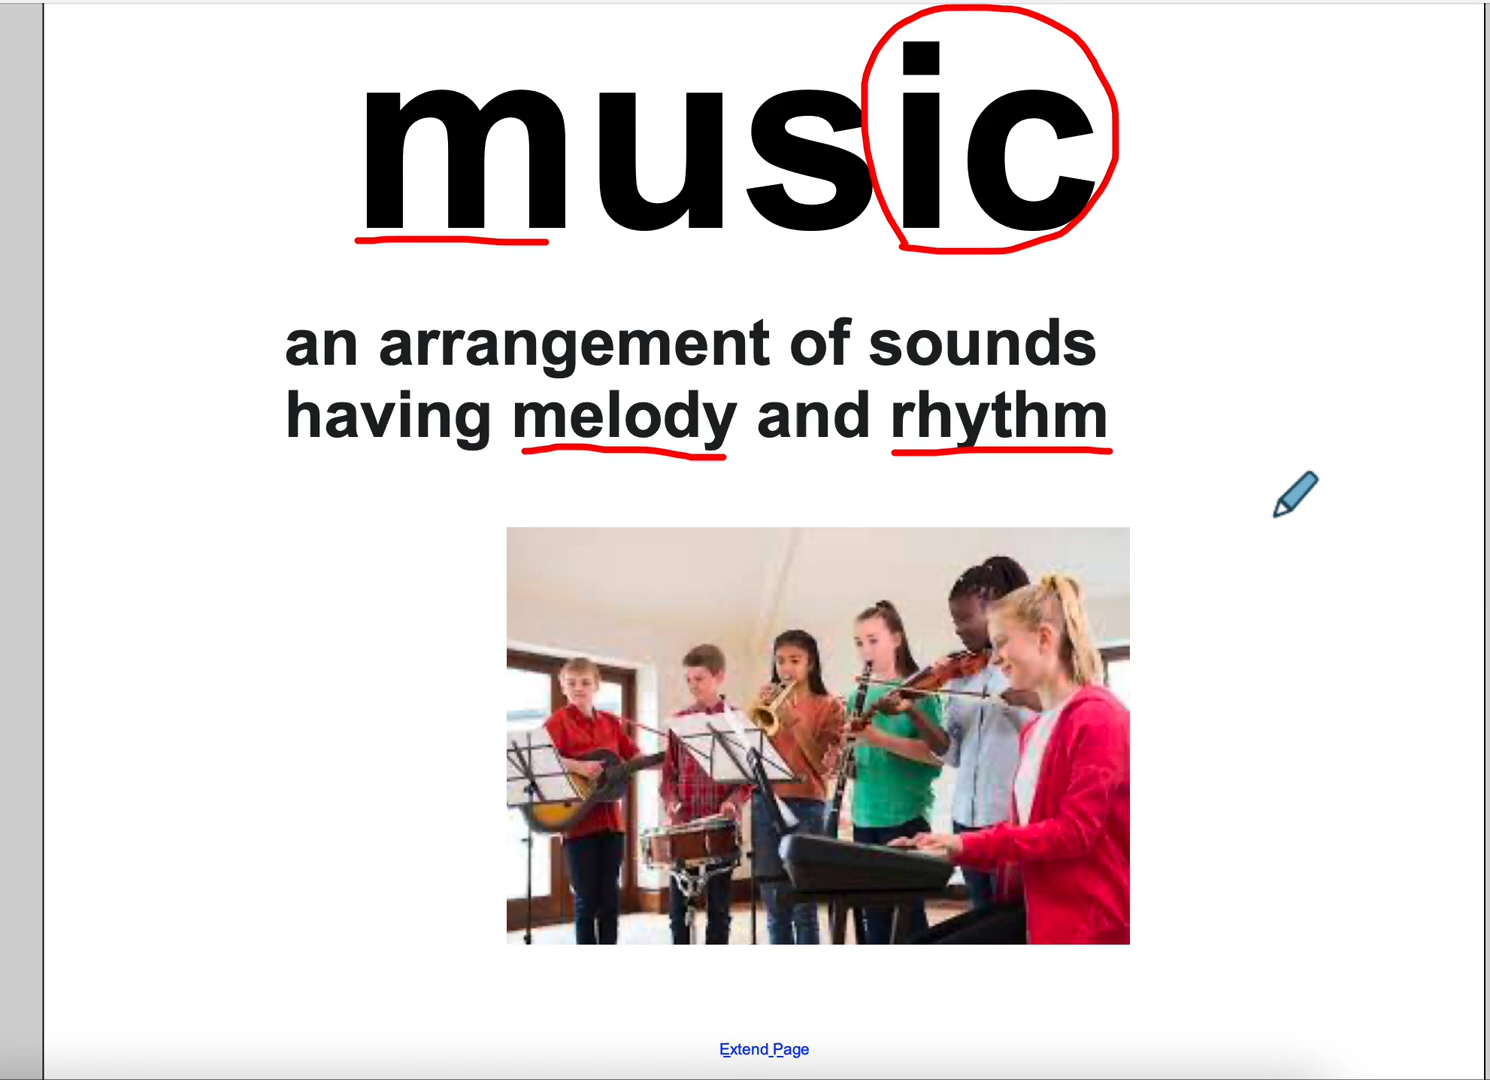 music
an arrangement of sounds
having melody and rhythm
Extend Page